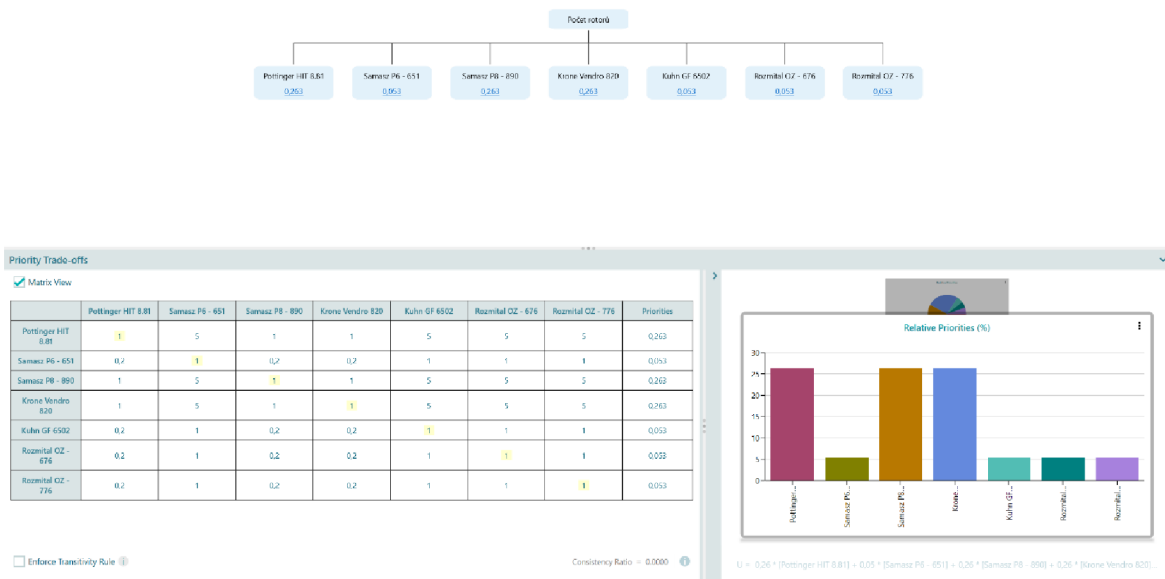 Počet rotorů
Pottinger HIT 8.81 Samasz P6 - 651 Samasz P8 - 890 Krone Vendro 820 Kuhn GF 6502 Rozmital OZ - 676 Rozmital OZ - 776
0,263 0,053 0,263 0,263 0,053 0,053 0,053
Priority Trade-offs
Matrix View
Pottinger HIT 8.81 Samasz P6 - 651 Samasz P8 - 890 Krone Vendro 820 Kuhn GF 6502 Rozmital OZ - 676 Rozmital OZ - 776 Priorities
Pottinger HIT
8.81 1 5 1 1 5 5 5 0,263
Samasz P6 - 651 0,2 1 0,2 0,2 1 1 1 0,053
Samasz P8 - 890 1 5 1 1 5 5 5 0,263
Krone Vendro
820 1 5 1 1 5 5 5 0,263
Kuhn GF 6502 0,2 1 0,2 0,2 1 1 1 0,053
Rozmital OZ -
676 0,2 1 0,2 0,2 1 1 1 0,053
Rozmital OZ -
776 0,2 1 0,2 0,2 1 1 1 0,053
Enforce Transitivity Rule
Consistency Ratio = 0.0000
Relative Priorities (%)
30
25
20
15
10
5
0
Pottinger... Samasz P6... Samasz P8... Krone... Kuhn GF... Rozmital... Rozmital...
U = 0.26 * [Pottinger HIT 8.81] + 0.05 * [Samasz P6 - 651] + 0.26 * [Samasz P8 - 890] + 0.26 * [Krone Vendro 820]...